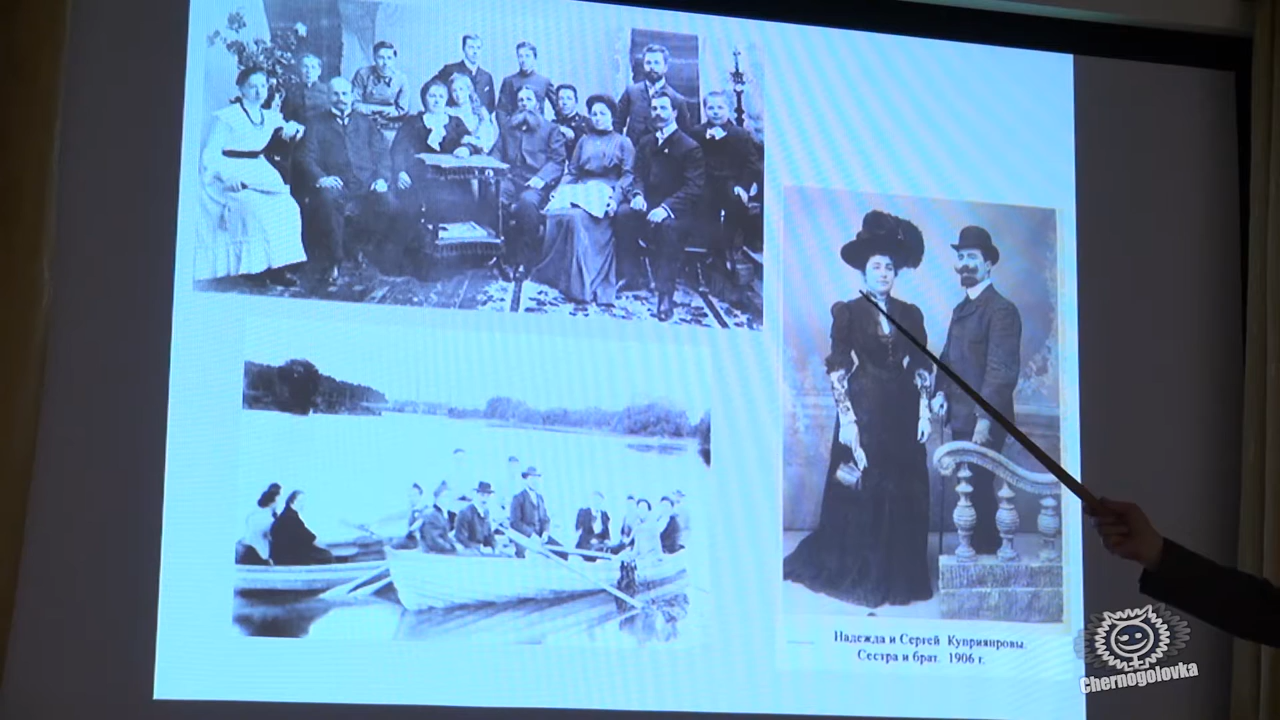 Надежда и Сергей Куприяновы.
Сестра и брат. 1906 г.
Chernogolovka